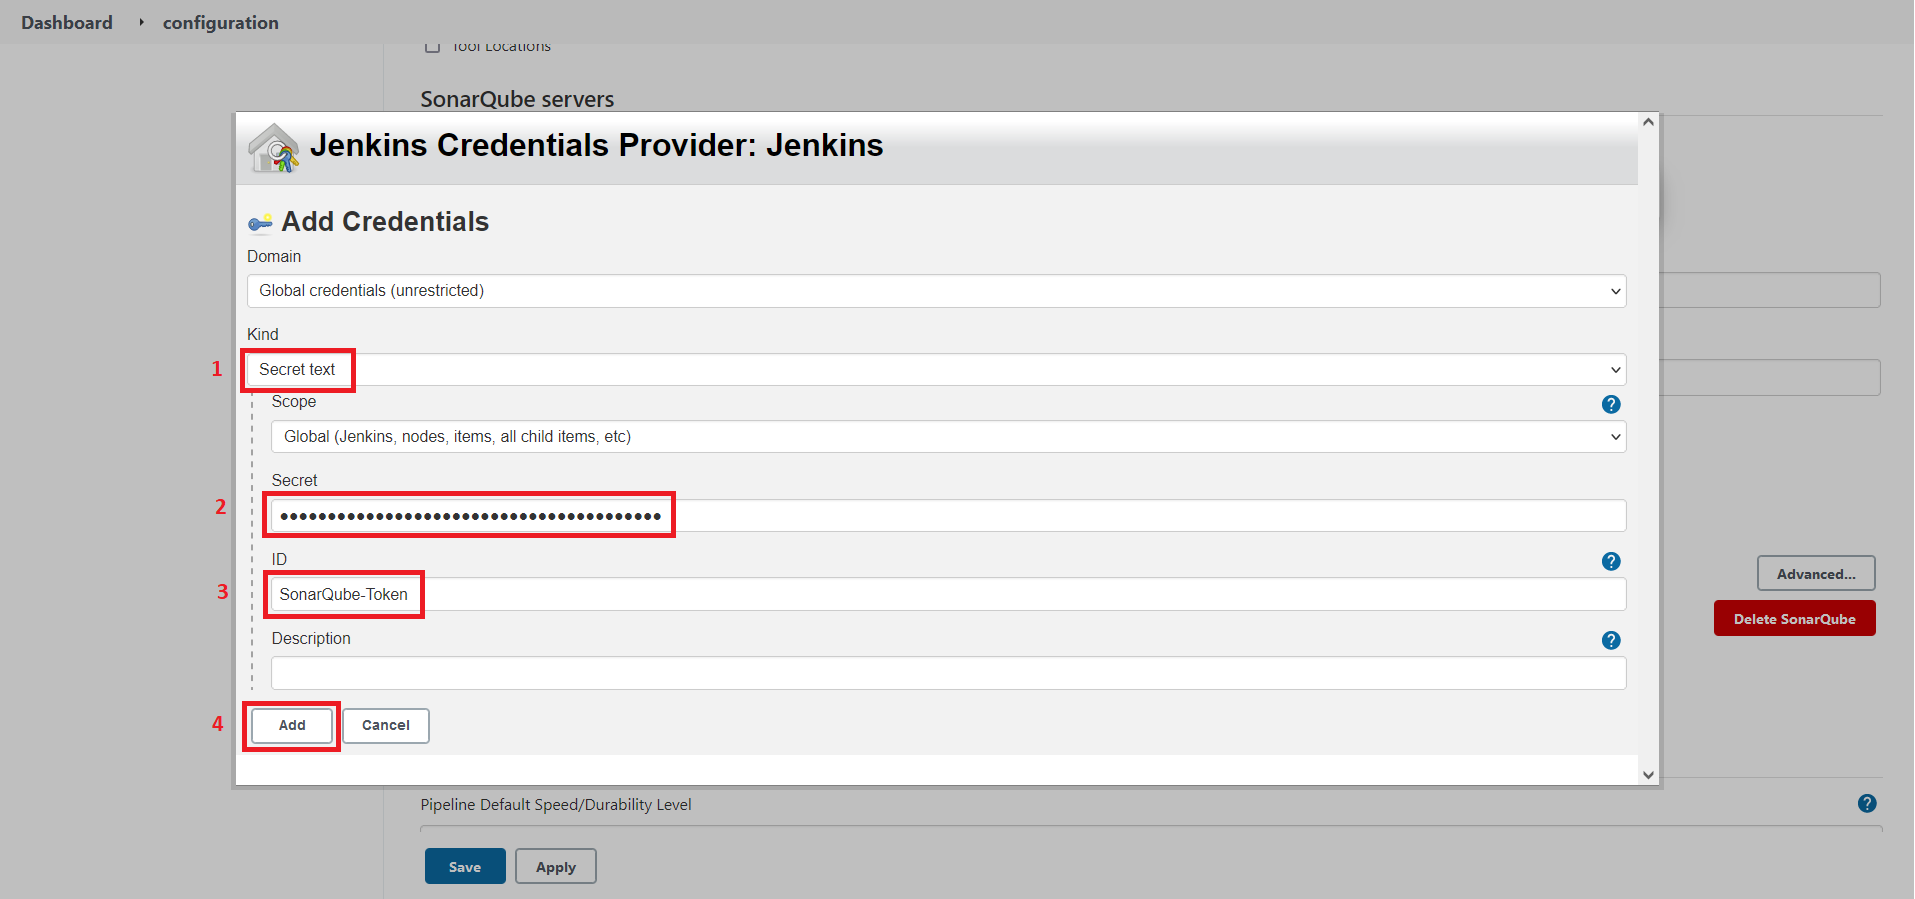 Dashboard ▸ configuration
Tool Locations
SonarQube servers
Jenkins Credentials Provider: Jenkins
Add Credentials
Domain
Global credentials (unrestricted)
Kind
1 Secret text
Scope
?
Global (Jenkins, nodes, items, all child items, etc)
Secret
2 ••••••••••••••••••••••••••••••••••••••••
ID
?
3 SonarQube-Token
Advanced...
Delete SonarQube
Description
?
4 Add Cancel
Pipeline Default Speed/Durability Level
?
Save Apply